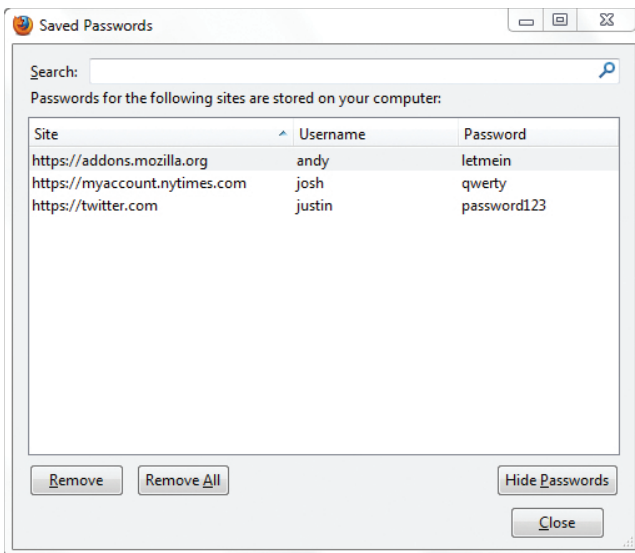 Saved Passwords
Search:
Passwords for the following sites are stored on your computer:
Site Username Password
https://addons.mozilla.org andy letmein
https://myaccount.nytimes.com josh qwerty
https://twitter.com justin password123
Remove Remove All Hide Passwords
Close